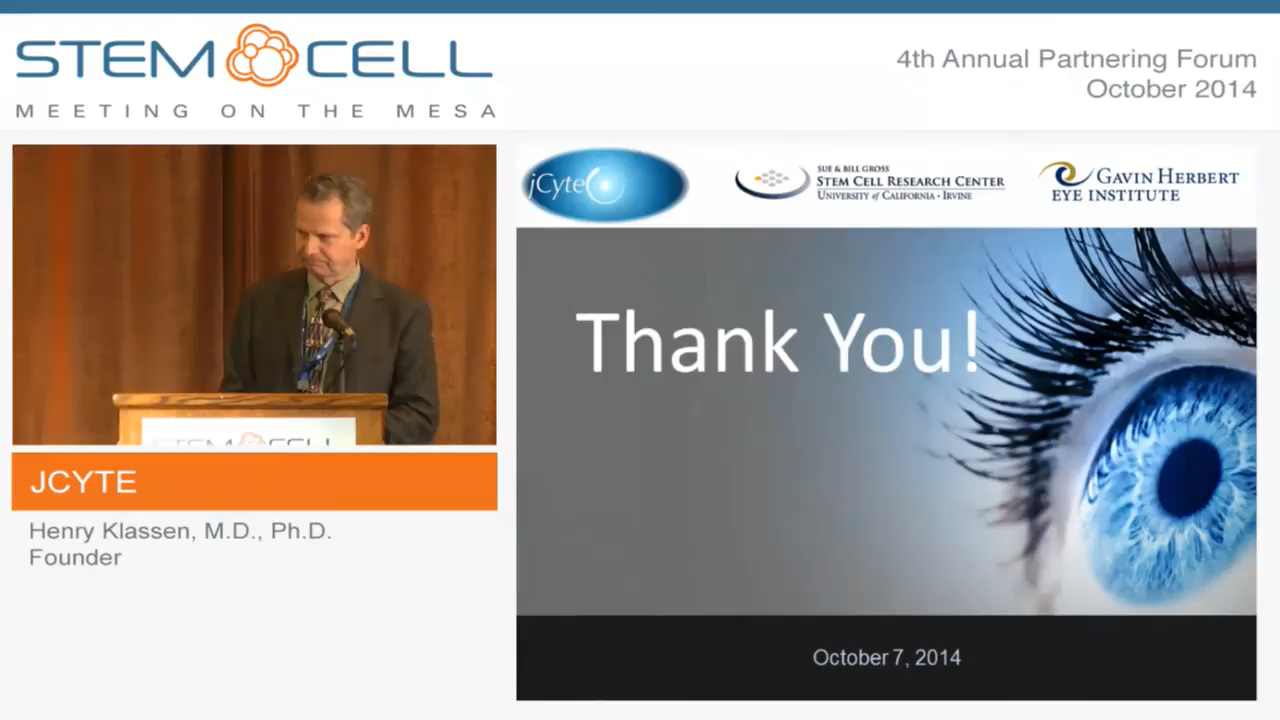 STEM CELL
MEETING ON THE MESA
4th Annual Partnering Forum
October 2014
jCyte
SUE & BILL GROSS
STEM CELL RESEARCH CENTER
UNIVERSITY of CALIFORNIA • IRVINE
GAVIN HERBERT
EYE INSTITUTE
Thank You!
October 7, 2014
STEM CELL
JCYTE
Henry Klassen, M.D., Ph.D.
Founder